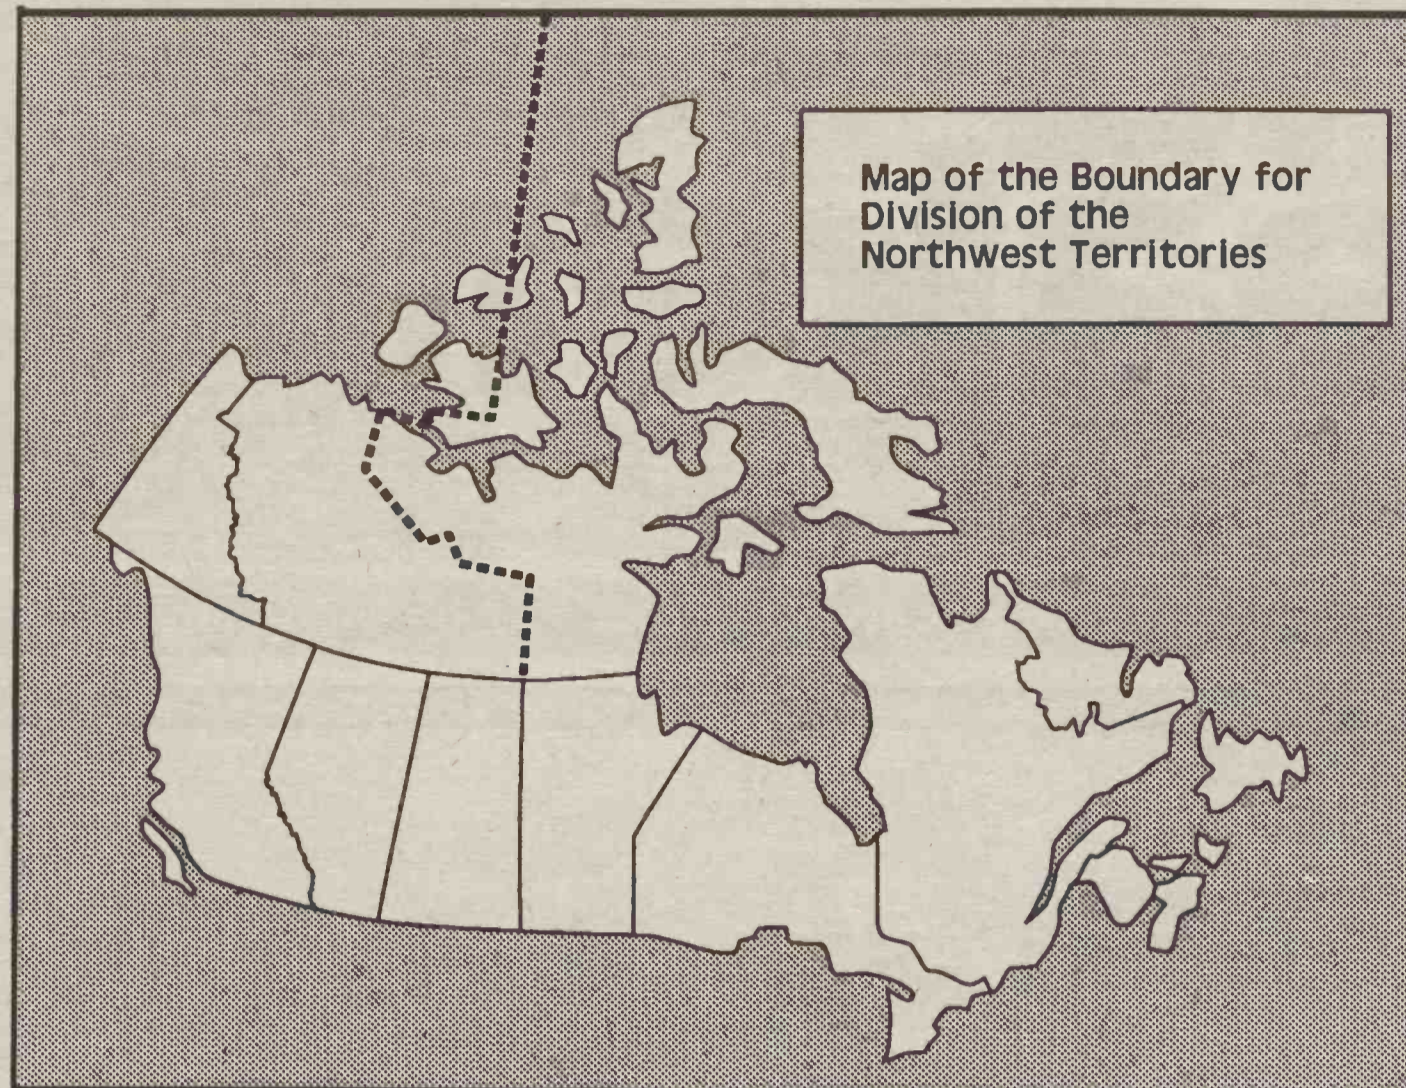 Map of the Boundary for
Division of the
Northwest Territories